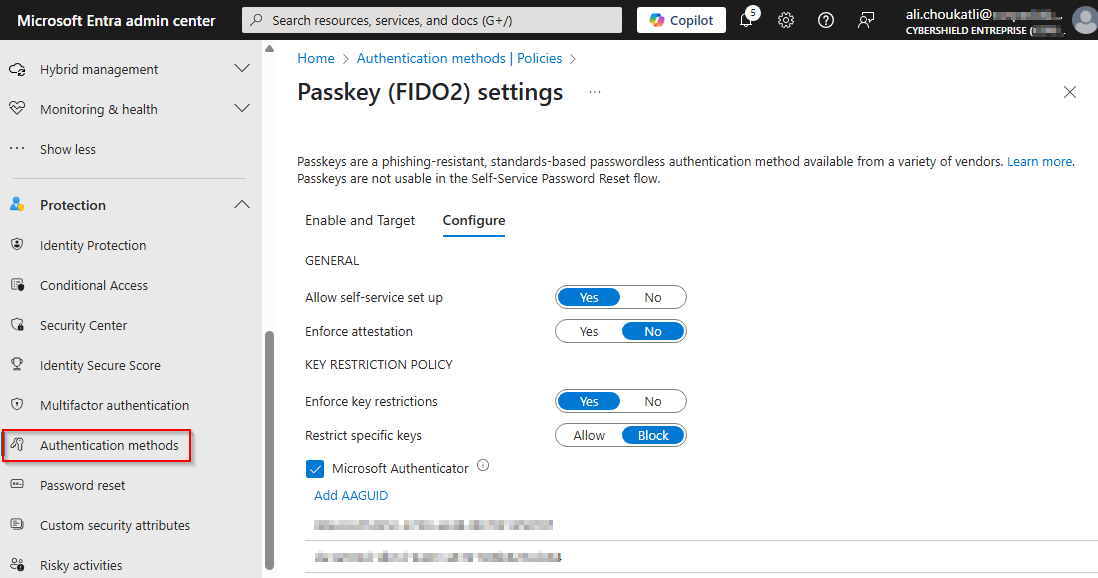 Microsoft Entra admin center
Search resources, services, and docs (G+/)
Copilot
5
ali.choukatli@
CYBERSHIELD ENTREPRISE (
Hybrid management
Monitoring & health
Show less
Protection
Identity Protection
Conditional Access
Security Center
Identity Secure Score
Multifactor authentication
Authentication methods
Password reset
Custom security attributes
Risky activities
Home > Authentication methods | Policies >
Passkey (FIDO2) settings ...
Passkeys are a phishing-resistant, standards-based passwordless authentication method available from a variety of vendors. Learn more.
Passkeys are not usable in the Self-Service Password Reset flow.
Enable and Target Configure
GENERAL
Allow self-service set up Yes No
Enforce attestation Yes No
KEY RESTRICTION POLICY
Enforce key restrictions Yes No
Restrict specific keys Allow Block
Microsoft Authenticator
Add AAGUID